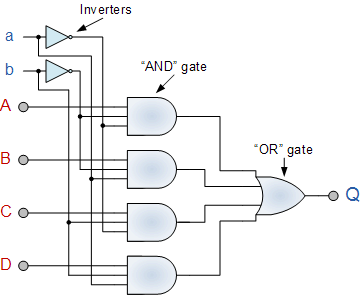 Inverters
a
b
“AND” gate
A
“OR” gate
B
Q
C
D